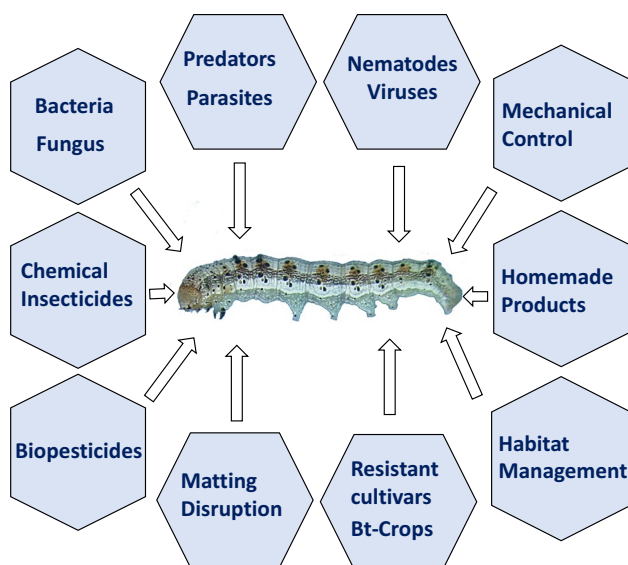 Predators
Parasites
Nematodes
Viruses
Bacteria
Fungus
Mechanical
Control
Chemical
Insecticides
Homemade
Products
Biopesticides
Matting
Disruption
Resistant
cultivars
Bt-Crops
Habitat
Management